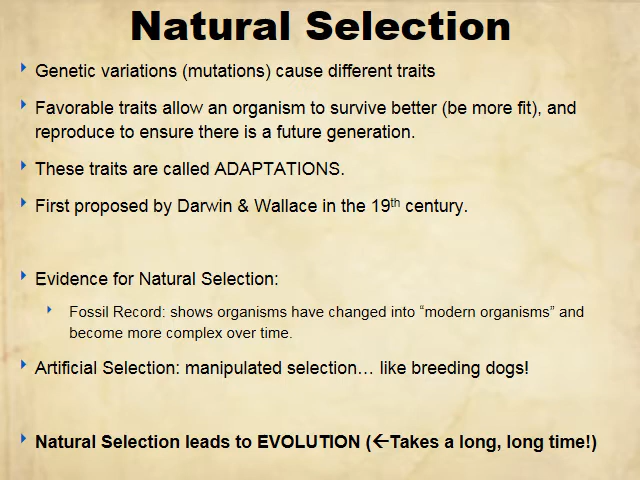 Natural Selection
Genetic variations (mutations) cause different traits
Favorable traits allow an organism to survive better (be more fit), and
reproduce to ensure there is a future generation.
These traits are called ADAPTATIONS.
First proposed by Darwin & Wallace in the 19th century.
Evidence for Natural Selection:
Fossil Record: shows organisms have changed into “modern organisms” and
become more complex over time.
Artificial Selection: manipulated selection… like breeding dogs!
Natural Selection leads to EVOLUTION (←Takes a long, long time!)